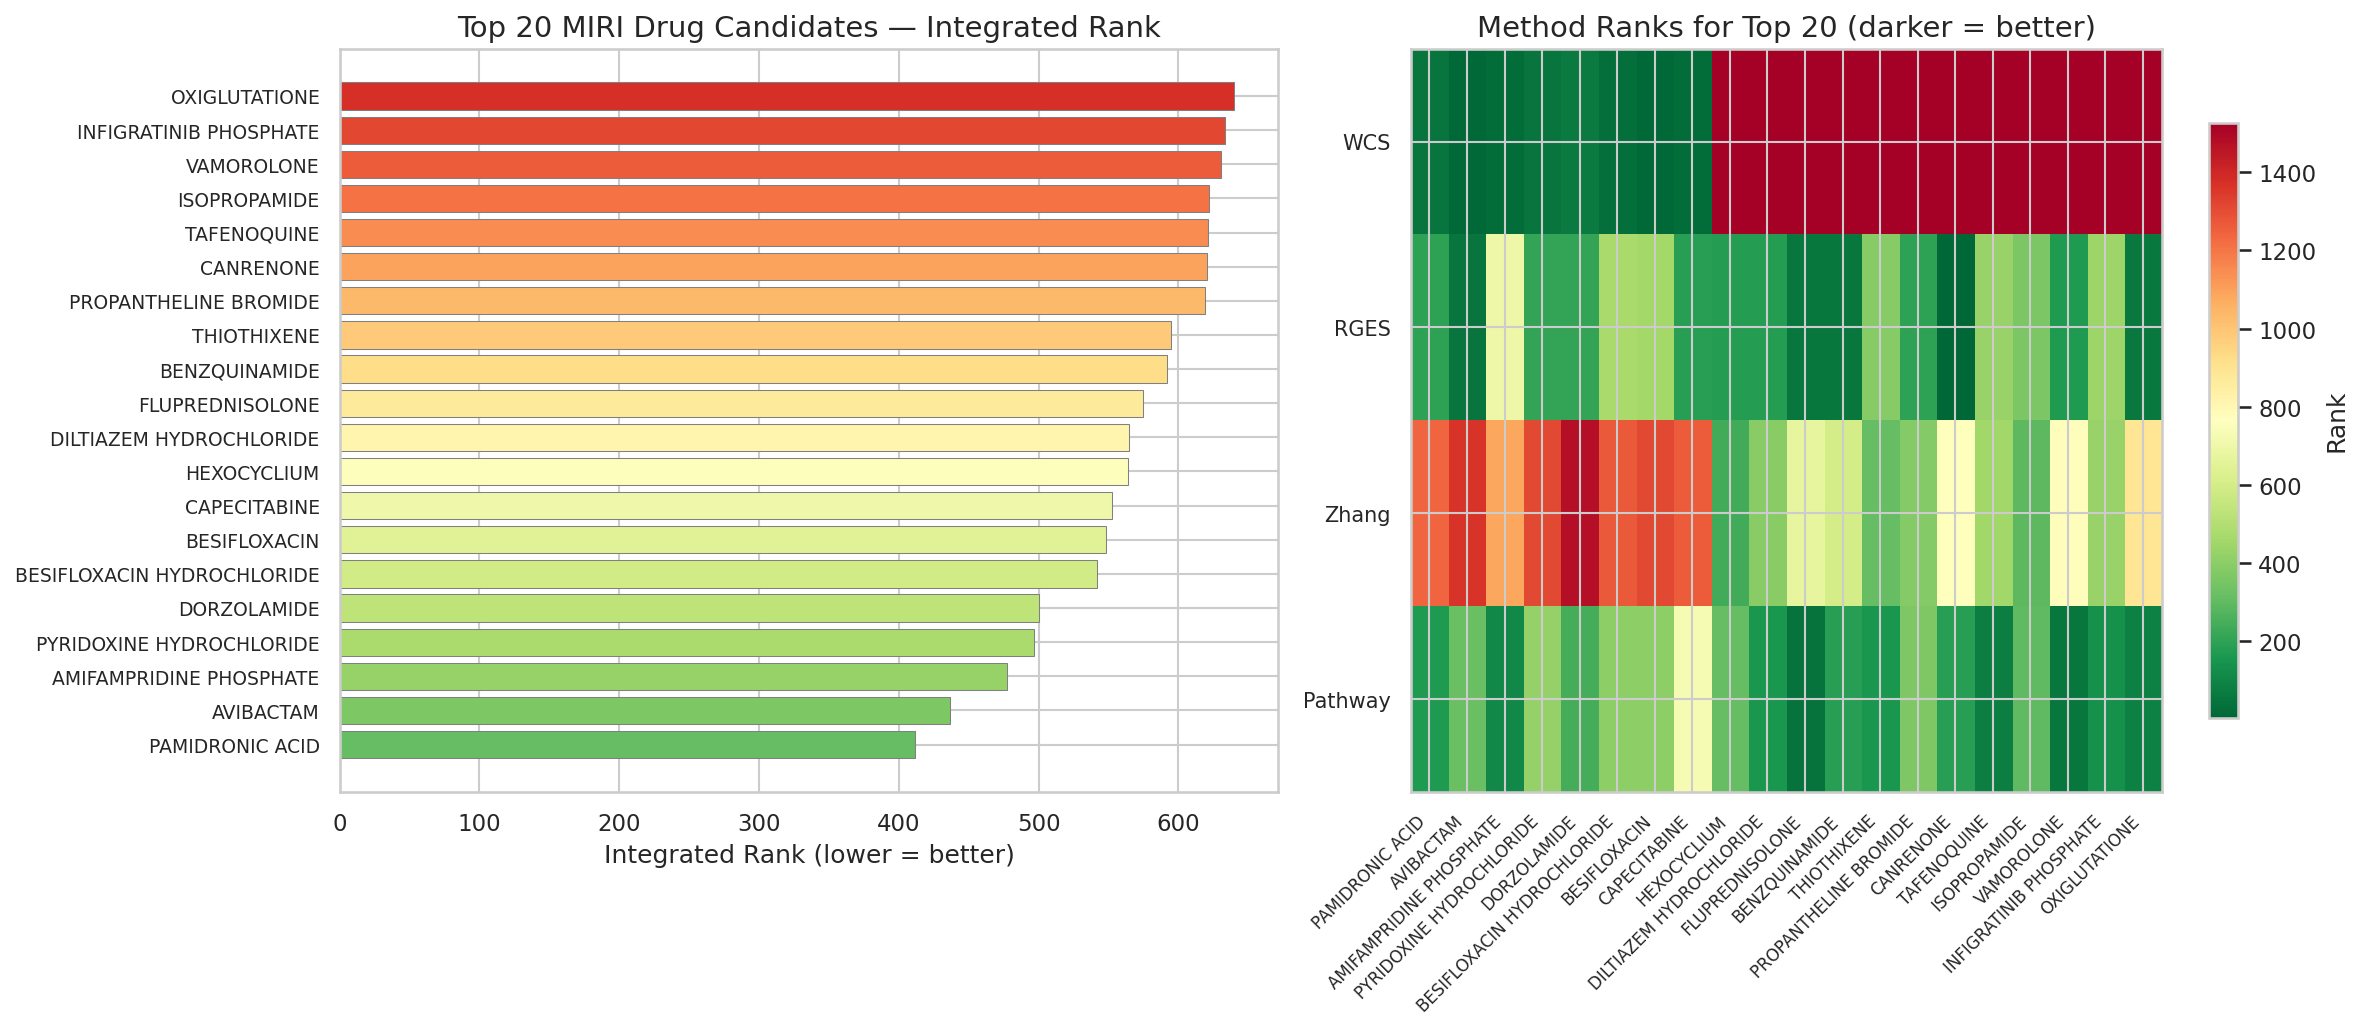 Top 20 MIRI Drug Candidates — Integrated Rank
OXIGLUTATIONE
INFIGRATINIB PHOSPHATE
VAMOROLONE
ISOPROPAMIDE
TAFENOQUINE
CANRENONE
PROPANTHELINE BROMIDE
THIOTHIXENE
BENZQUINAMIDE
FLUPREDNISOLONE
DILTIAZEM HYDROCHLORIDE
HEXOCYCLIUM
CAPECITABINE
BESIFLOXACIN
BESIFLOXACIN HYDROCHLORIDE
DORZOLAMIDE
PYRIDOXINE HYDROCHLORIDE
AMIFAMPRIDINE PHOSPHATE
AVIBACTAM
PAMIDRONIC ACID
0 100 200 300 400 500 600
Integrated Rank (lower = better)
Method Ranks for Top 20 (darker = better)
WCS
RGES
Zhang
Pathway
PAMIDRONIC ACID
AVIBACTAM
AMIFAMPRIDINE PHOSPHATE
PYRIDOXINE HYDROCHLORIDE
DORZOLAMIDE
BESIFLOXACIN HYDROCHLORIDE
BESIFLOXACIN
CAPECITABINE
HEXOCYCLIUM
DILTIAZEM HYDROCHLORIDE
FLUPREDNISOLONE
BENZQUINAMIDE
THIOTHIXENE
PROPANTHELINE BROMIDE
CANRENONE
TAFENOQUINE
ISOPROPAMIDE
VAMOROLONE
INFIGRATINIB PHOSPHATE
OXIGLUTATIONE
1400
1200
1000
800
600
400
200
Rank